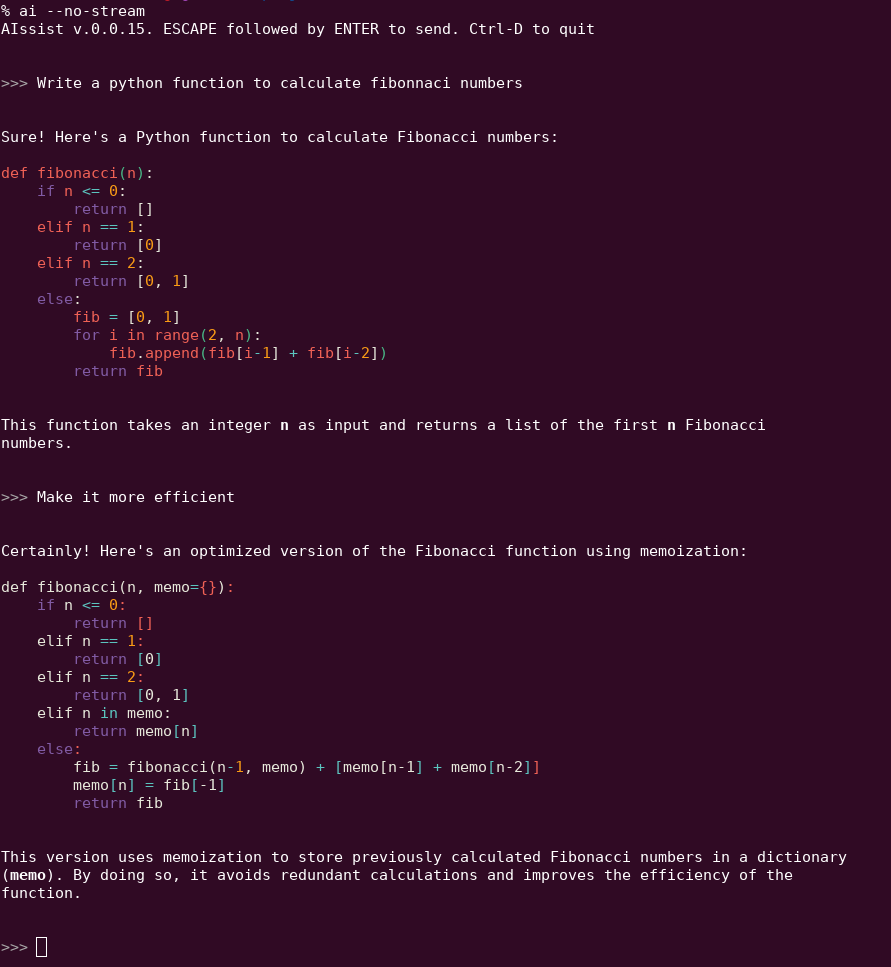 % ai --no-stream
AIssist v.0.0.15. ESCAPE followed by ENTER to send. Ctrl-D to quit
>>> Write a python function to calculate fibonnaci numbers
Sure! Here's a Python function to calculate Fibonacci numbers:
def fibonacci(n):
    if n <= 0:
        return []
    elif n == 1:
        return [0]
    elif n == 2:
        return [0, 1]
    else:
        fib = [0, 1]
        for i in range(2, n):
            fib.append(fib[i-1] + fib[i-2])
        return fib
This function takes an integer n as input and returns a list of the first n Fibonacci
numbers.
>>> Make it more efficient
Certainly! Here's an optimized version of the Fibonacci function using memoization:
def fibonacci(n, memo={}):
    if n <= 0:
        return []
    elif n == 1:
        return [0]
    elif n == 2:
        return [0, 1]
    elif n in memo:
        return memo[n]
    else:
        fib = fibonacci(n-1, memo) + [memo[n-1] + memo[n-2]]
        memo[n] = fib[-1]
        return fib
This version uses memoization to store previously calculated Fibonacci numbers in a dictionary
(memo). By doing so, it avoids redundant calculations and improves the efficiency of the
function.
>>>